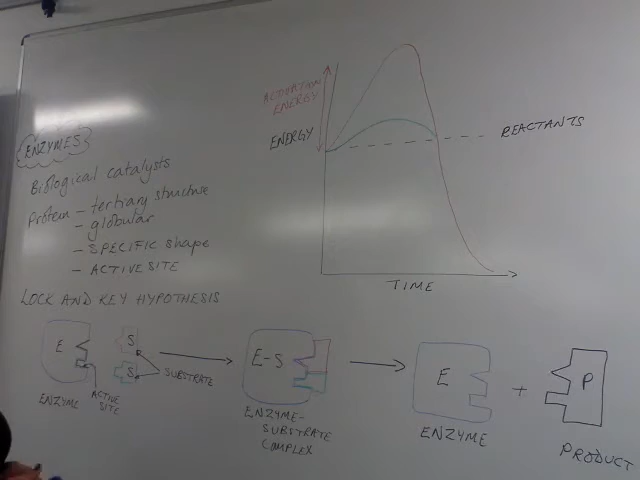 ENZYMES
Biological catalysts
Protein - tertiary structure
- globular
- SPECIFIC shape
- ACTIVE SITE
ACTIVATION
ENERGY
ENERGY
REACTANTS
TIME
LOCK AND KEY HYPOTHESIS
E
S
S
ENZYME
ACTIVE
SITE
SUBSTRATE
E-S
ENZYME-
SUBSTRATE
COMPLEX
E
ENZYME
+
P
PRODUCT